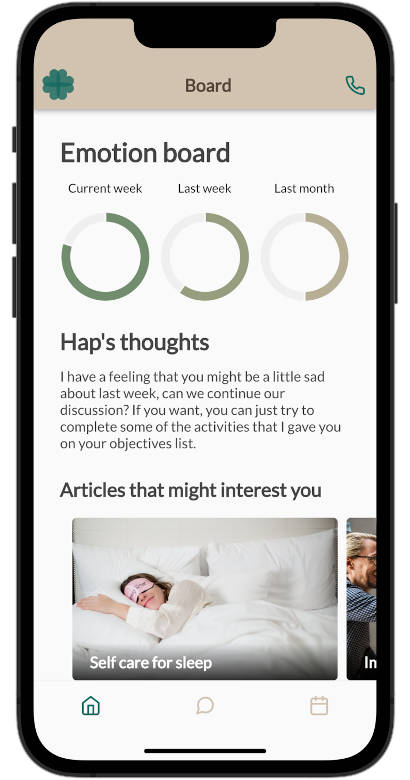 Board
Emotion board
Current week
Last week
Last month
Hap's thoughts
I have a feeling that you might be a little sad
about last week, can we continue our
discussion? If you want, you can just try to
complete some of the activities that I gave you
on your objectives list.
Articles that might interest you
Self care for sleep
In